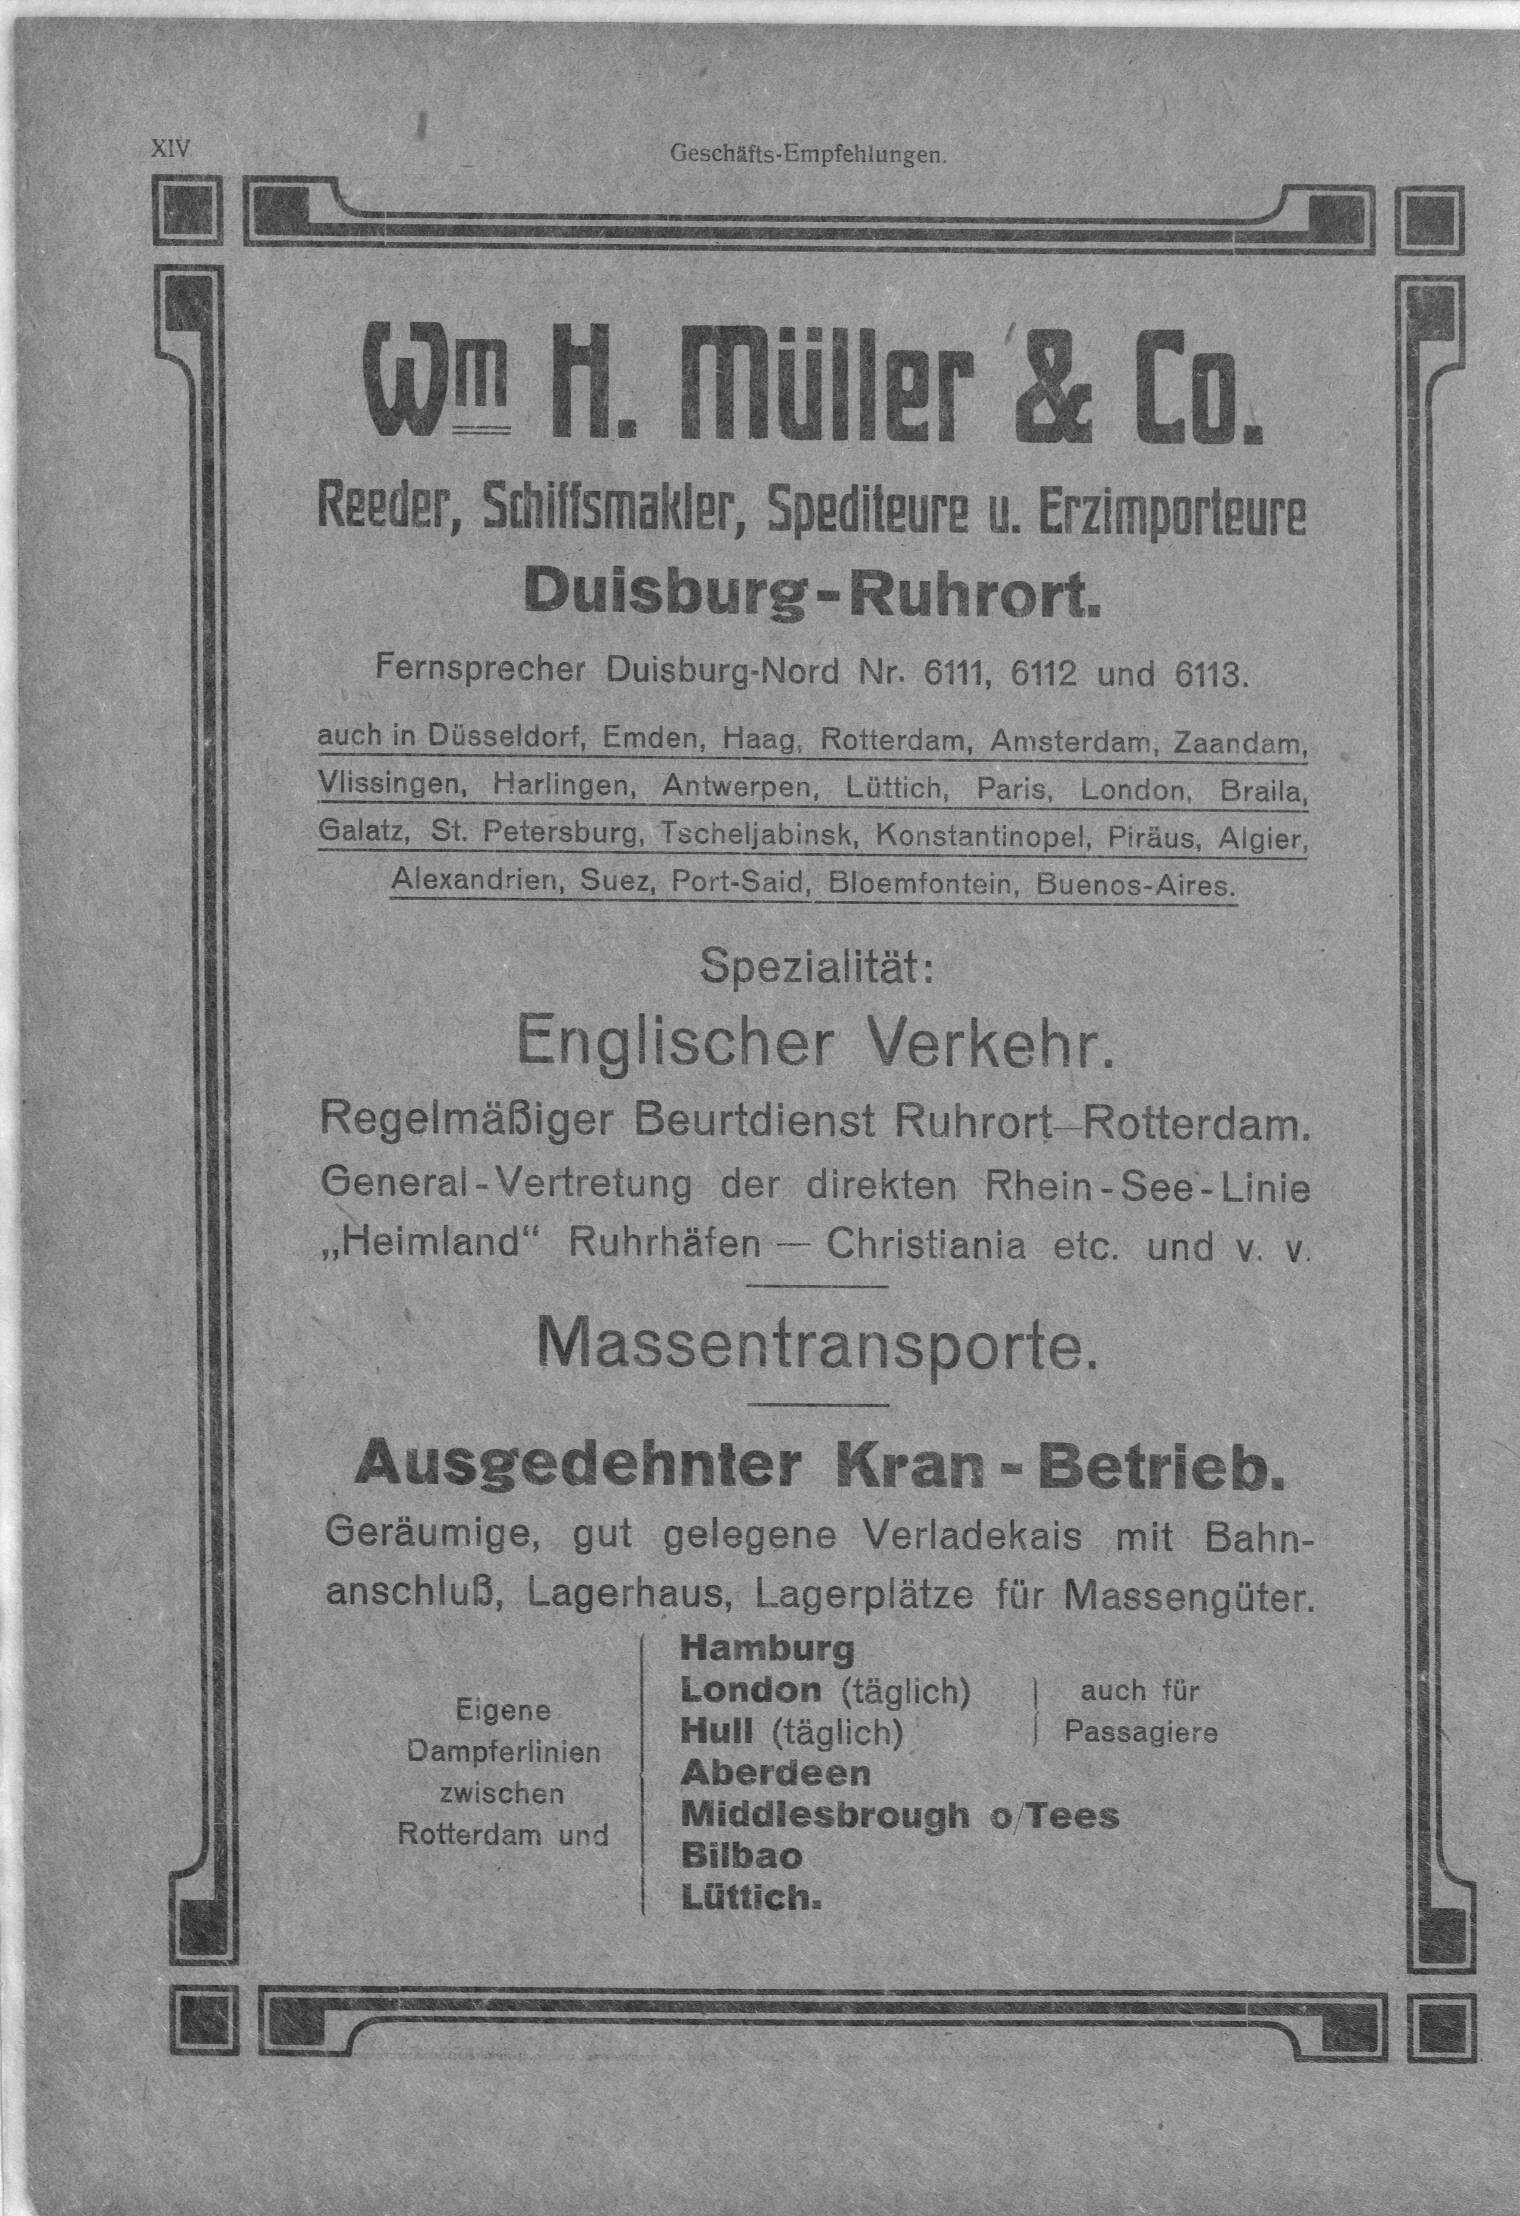 XIV
Geschäfts-Empfehlungen.
Wm H. Müller & Co.
Reeder, Schiffsmakler, Spediteure u. Erzimporteure
Duisburg-Ruhrort.
Fernsprecher Duisburg-Nord Nr. 6111, 6112 und 6113.
auch in Düsseldorf, Emden, Haag, Rotterdam, Amsterdam, Zaandam,
Vlissingen, Harlingen, Antwerpen, Lüttich, Paris, London, Braila,
Galatz, St. Petersburg, Tscheljabinsk, Konstantinopel, Piräus, Algier,
Alexandrien, Suez, Port-Said, Bloemfontein, Buenos-Aires.
Spezialität:
Englischer Verkehr.
Regelmäßiger Beurtdienst Ruhrort—Rotterdam.
General-Vertretung der direkten Rhein-See-Linie
„Heimland“ Ruhrhäfen — Christiania etc. und v. v.
Massentransporte.
Ausgedehnter Kran-Betrieb.
Geräumige, gut gelegene Verladekais mit Bahn-
anschluß, Lagerhaus, Lagerplätze für Massengüter.
Eigene
Dampferlinien
zwischen
Rotterdam und
Hamburg
London (täglich)
Hull (täglich)
Aberdeen
Middlesbrough o/Tees
Bilbao
Lüttich.
auch für
Passagiere